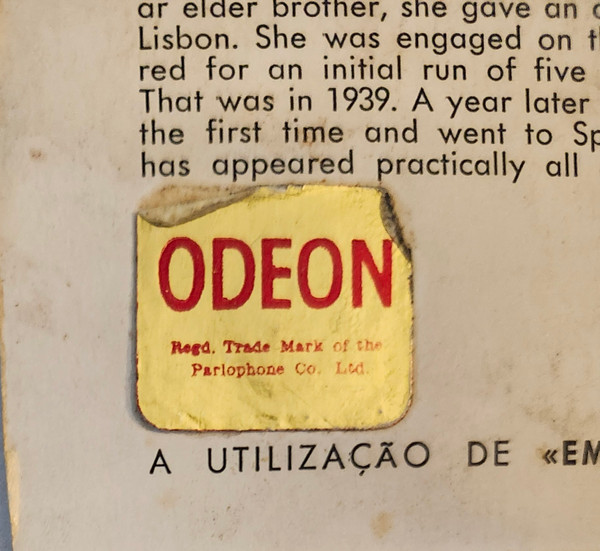 ar elder brother, she gave an
Lisbon. She was engaged on
red for an initial run of five
That was in 1939. A year later
the first time and went to
has appeared practically all
ODEON
Regd. Trade Mark of the
Parlophone Co. Ltd.
A UTILIZAÇÃO DE